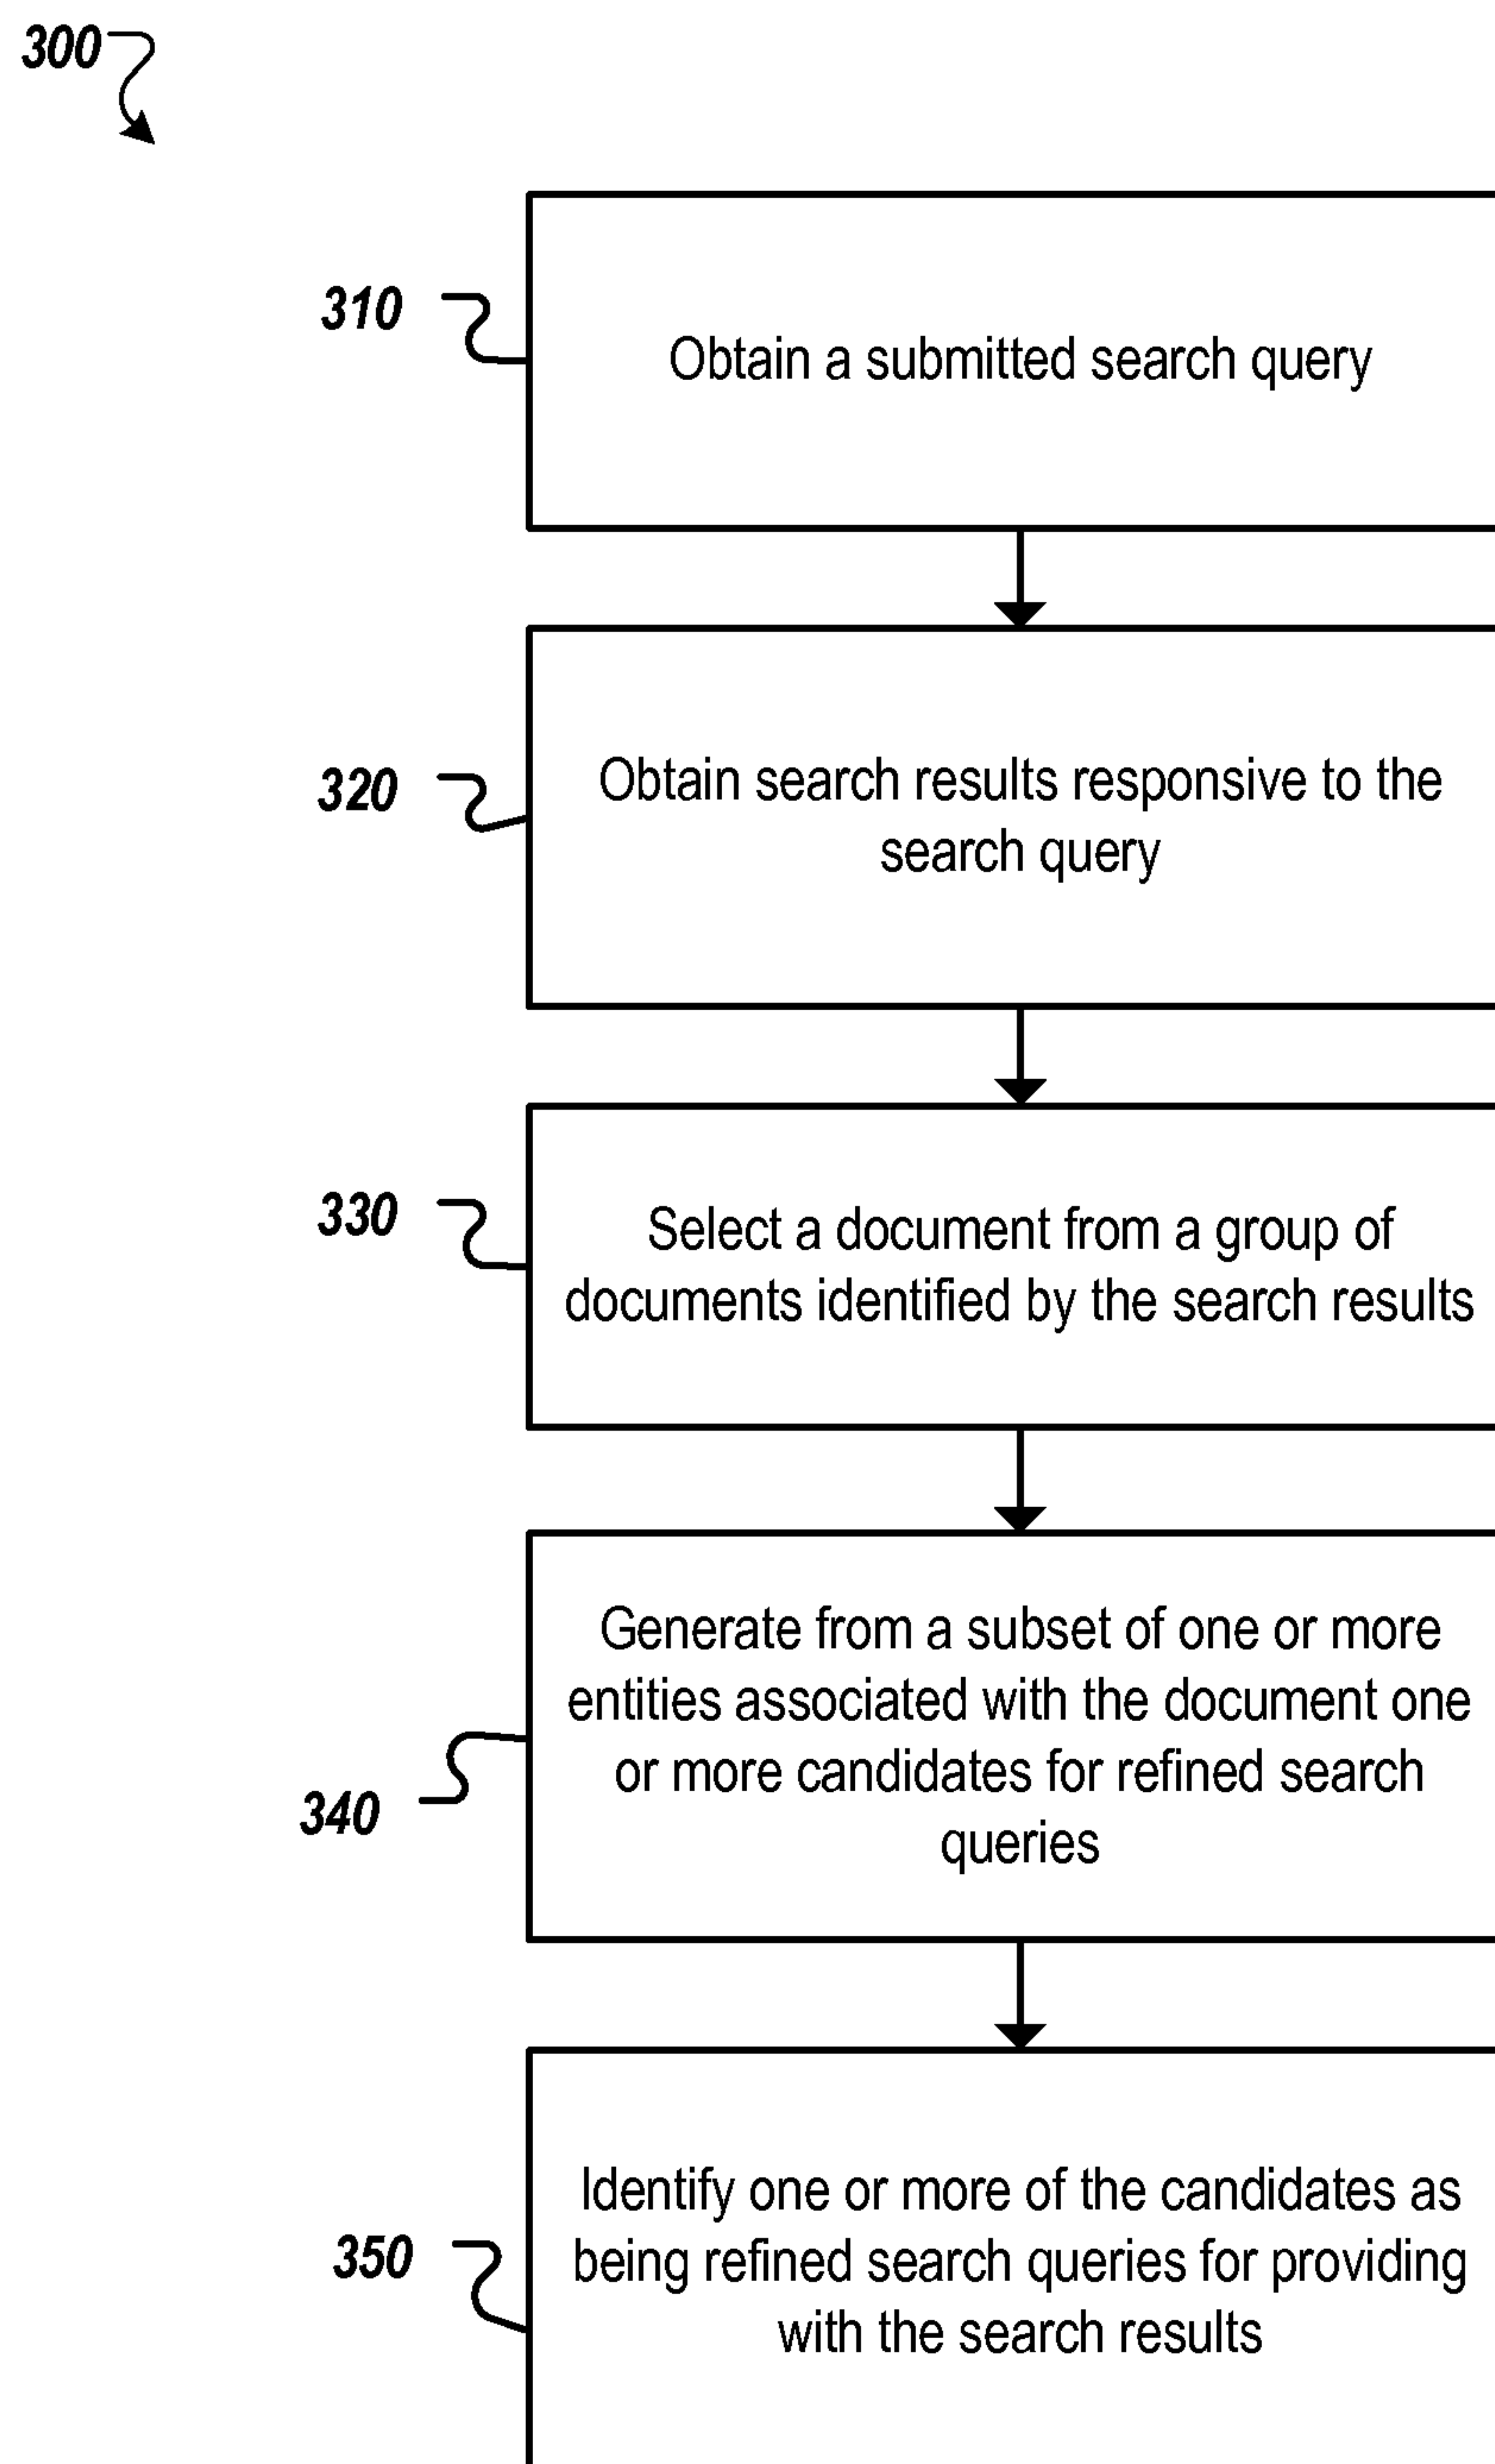 300
310
Obtain a submitted search query
320
Obtain search results responsive to the
search query
330
Select a document from a group of
documents identified by the search results
340
Generate from a subset of one or more
entities associated with the document one
or more candidates for refined search
queries
350
Identify one or more of the candidates as
being refined search queries for providing
with the search results